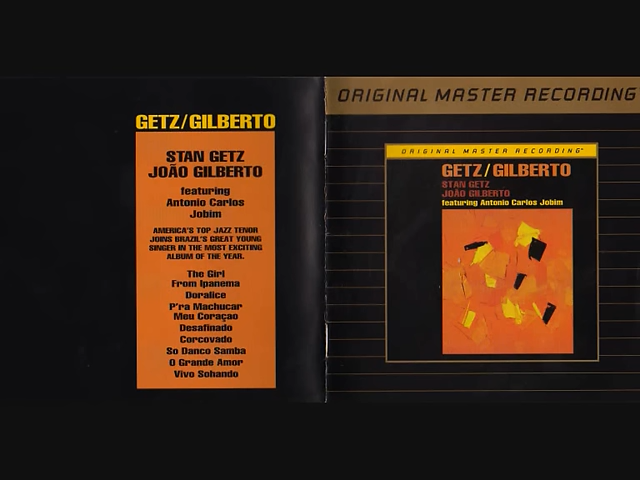 GETZ/GILBERTO
STAN GETZ
JOÃO GILBERTO
featuring
Antonio Carlos
Jobim
AMERICA'S TOP JAZZ TENOR
JOINS BRAZIL'S GREAT YOUNG
SINGER IN THE MOST EXCITING
ALBUM OF THE YEAR.
The Girl
From Ipanema
Doralice
P'ra Machucar
Meu Coraçao
Desafinado
Corcovado
So Danco Samba
O Grande Amor
Vivo Sohando
ORIGINAL MASTER RECORDING
ORIGINAL MASTER RECORDING™
GETZ/GILBERTO
STAN GETZ
JOÃO GILBERTO
featuring Antonio Carlos Jobim